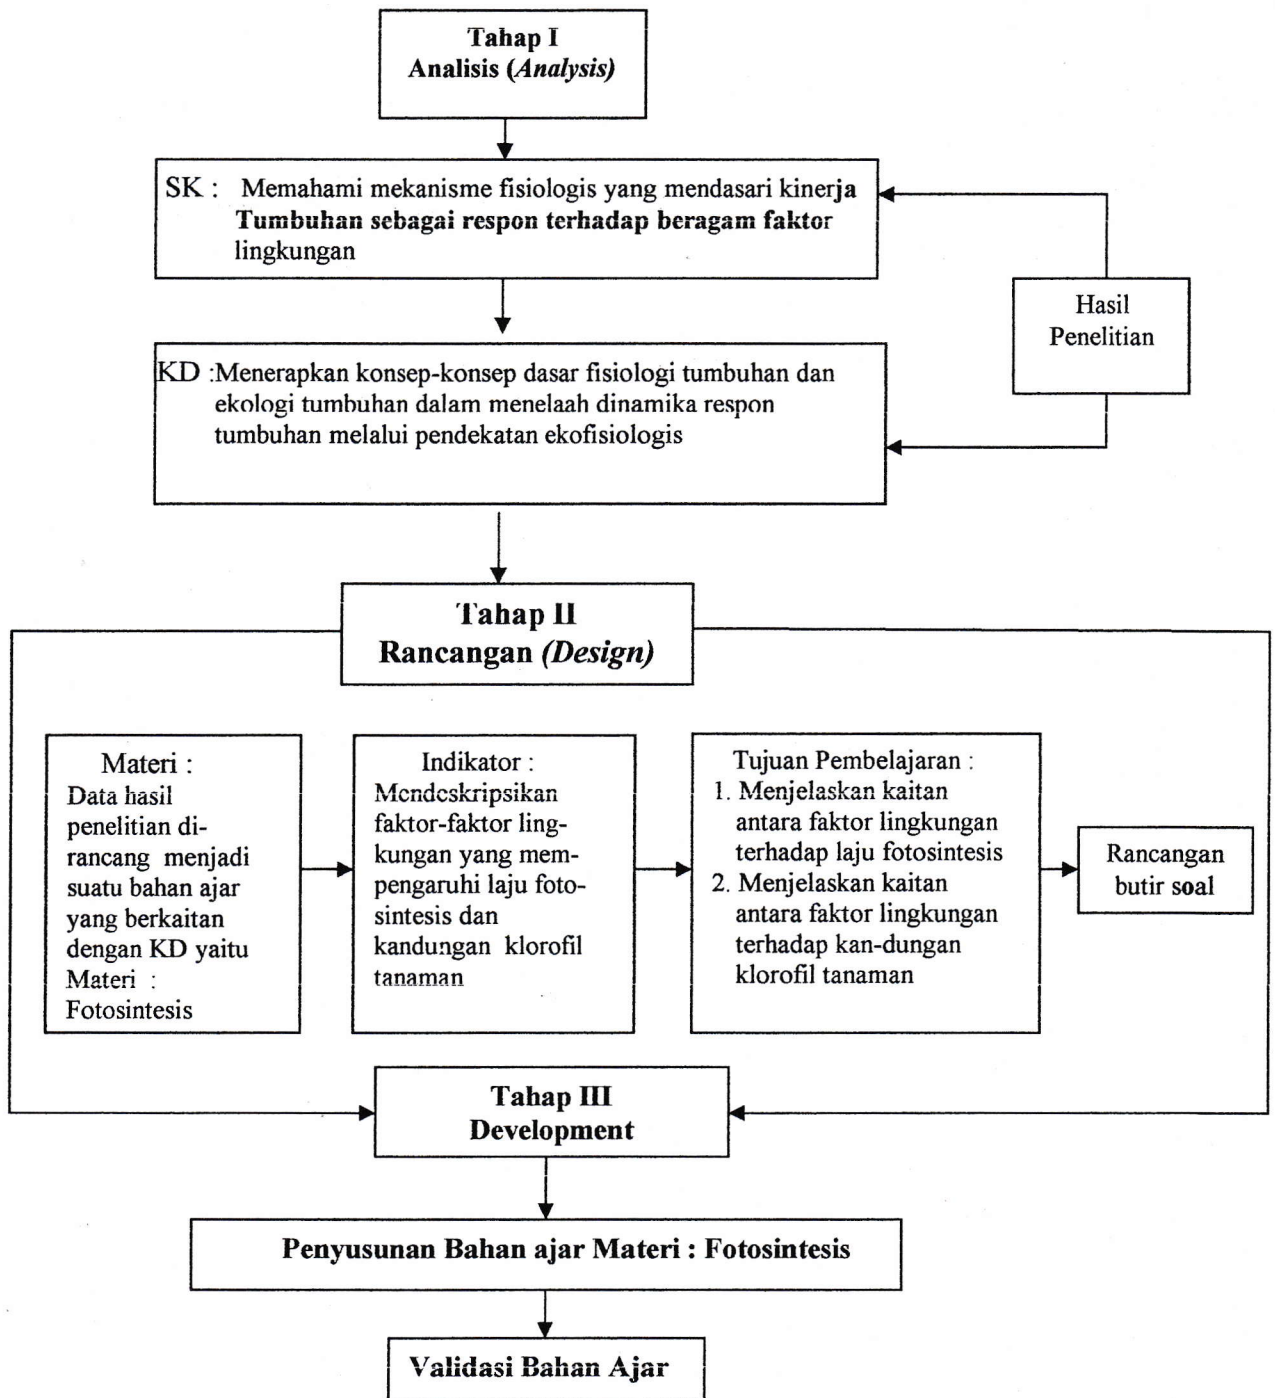 Tahap I
Analisis (Analysis)
SK : Memahami mekanisme fisiologis yang mendasari kinerja
Tumbuhan sebagai respon terhadap beragam faktor
lingkungan
Hasil
Penelitian
KD :Menerapkan konsep-konsep dasar fisiologi tumbuhan dan
ekologi tumbuhan dalam menelaah dinamika respon
tumbuhan melalui pendekatan ekofisiologis
Tahap II
Rancangan (Design)
Materi :
Data hasil
penelitian di-
rancang menjadi
suatu bahan ajar
yang berkaitan
dengan KD yaitu
Materi :
Fotosintesis
Indikator :
Mendeskripsikan
faktor-faktor ling-
kungan yang mem-
pengaruhi laju foto-
sintesis dan
kandungan klorofil
tanaman
Tujuan Pembelajaran :
1. Menjelaskan kaitan
antara faktor lingkungan
terhadap laju fotosintesis
2. Menjelaskan kaitan
antara faktor lingkungan
terhadap kan-dungan
klorofil tanaman
Rancangan
butir soal
Tahap III
Development
Penyusunan Bahan ajar Materi : Fotosintesis
Validasi Bahan Ajar